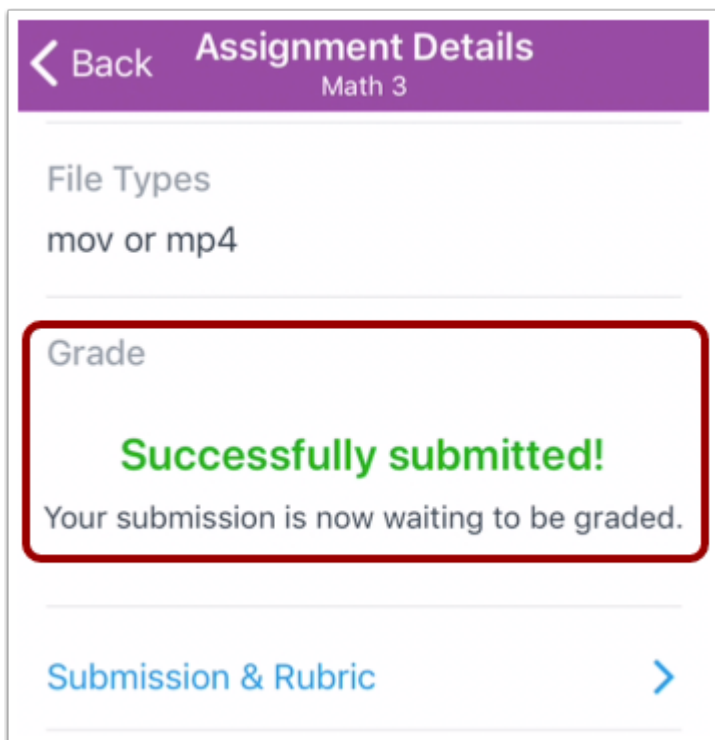 Back
Assignment Details
Math 3
File Types
mov or mp4
Grade
Successfully submitted!
Your submission is now waiting to be graded.
Submission & Rubric